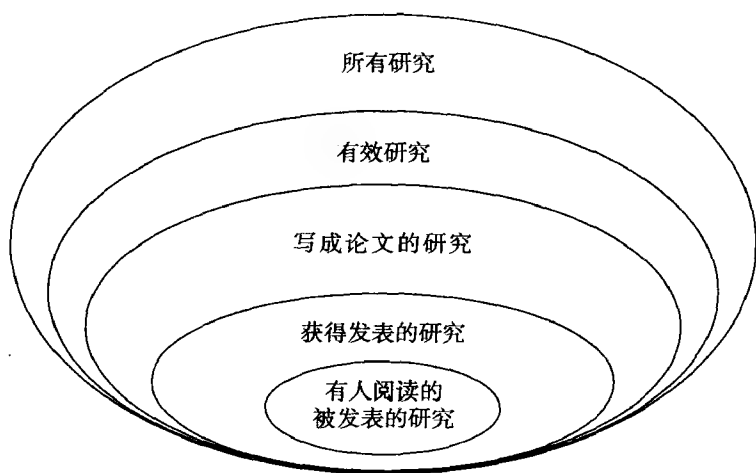 所有研究
有效研究
写成论文的研究
获得发表的研究
有人阅读的
被发表的研究